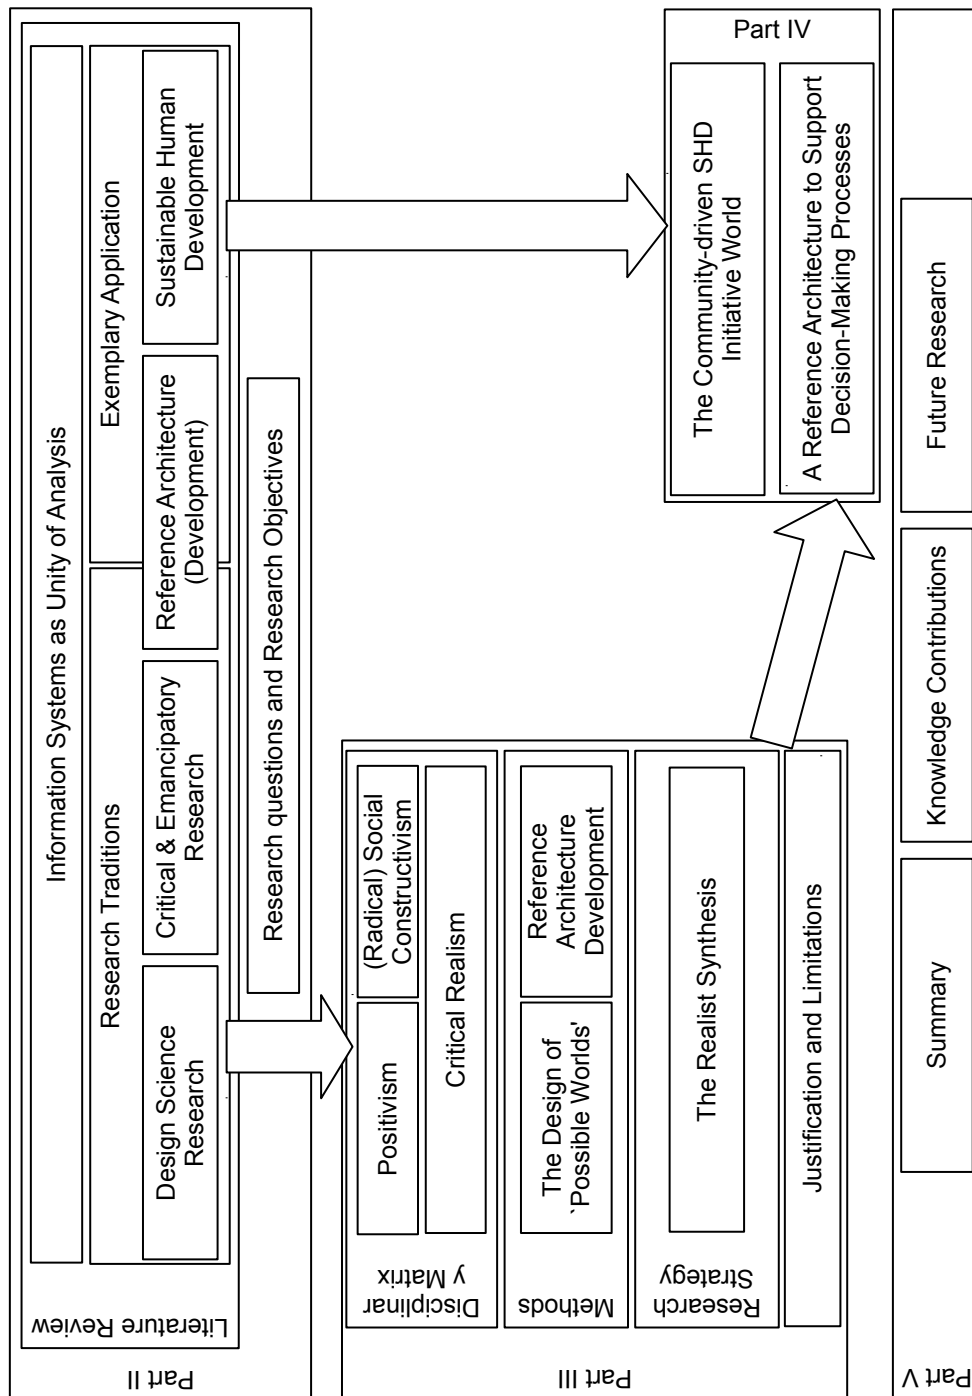 Part II
Literature Review
Information Systems as Unity of Analysis
Research Traditions
Exemplary Application
Design Science
Research
Critical & Emancipatory
Research
Reference Architecture
(Development)
Sustainable Human
Development
Research questions and Research Objectives
Part III
Disciplinar
y Matrix
Positivism
(Radical) Social
Constructivism
Critical Realism
Methods
The Design of
`Possible Worlds'
Reference
Architecture
Development
Research
Strategy
The Realist Synthesis
Justification and Limitations
Part IV
The Community-driven SHD
Initiative World
A Reference Architecture to Support
Decision-Making Processes
Part V
Summary
Knowledge Contributions
Future Research